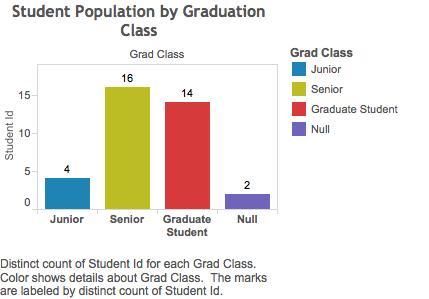 Student Population by Graduation
Class
Grad Class
Student Id
15
10
5
0
4
16
14
2
Junior
Senior
Graduate
Student
Null
Grad Class
Junior
Senior
Graduate Student
Null
Distinct count of Student Id for each Grad Class.
Color shows details about Grad Class.  The marks
are labeled by distinct count of Student Id.